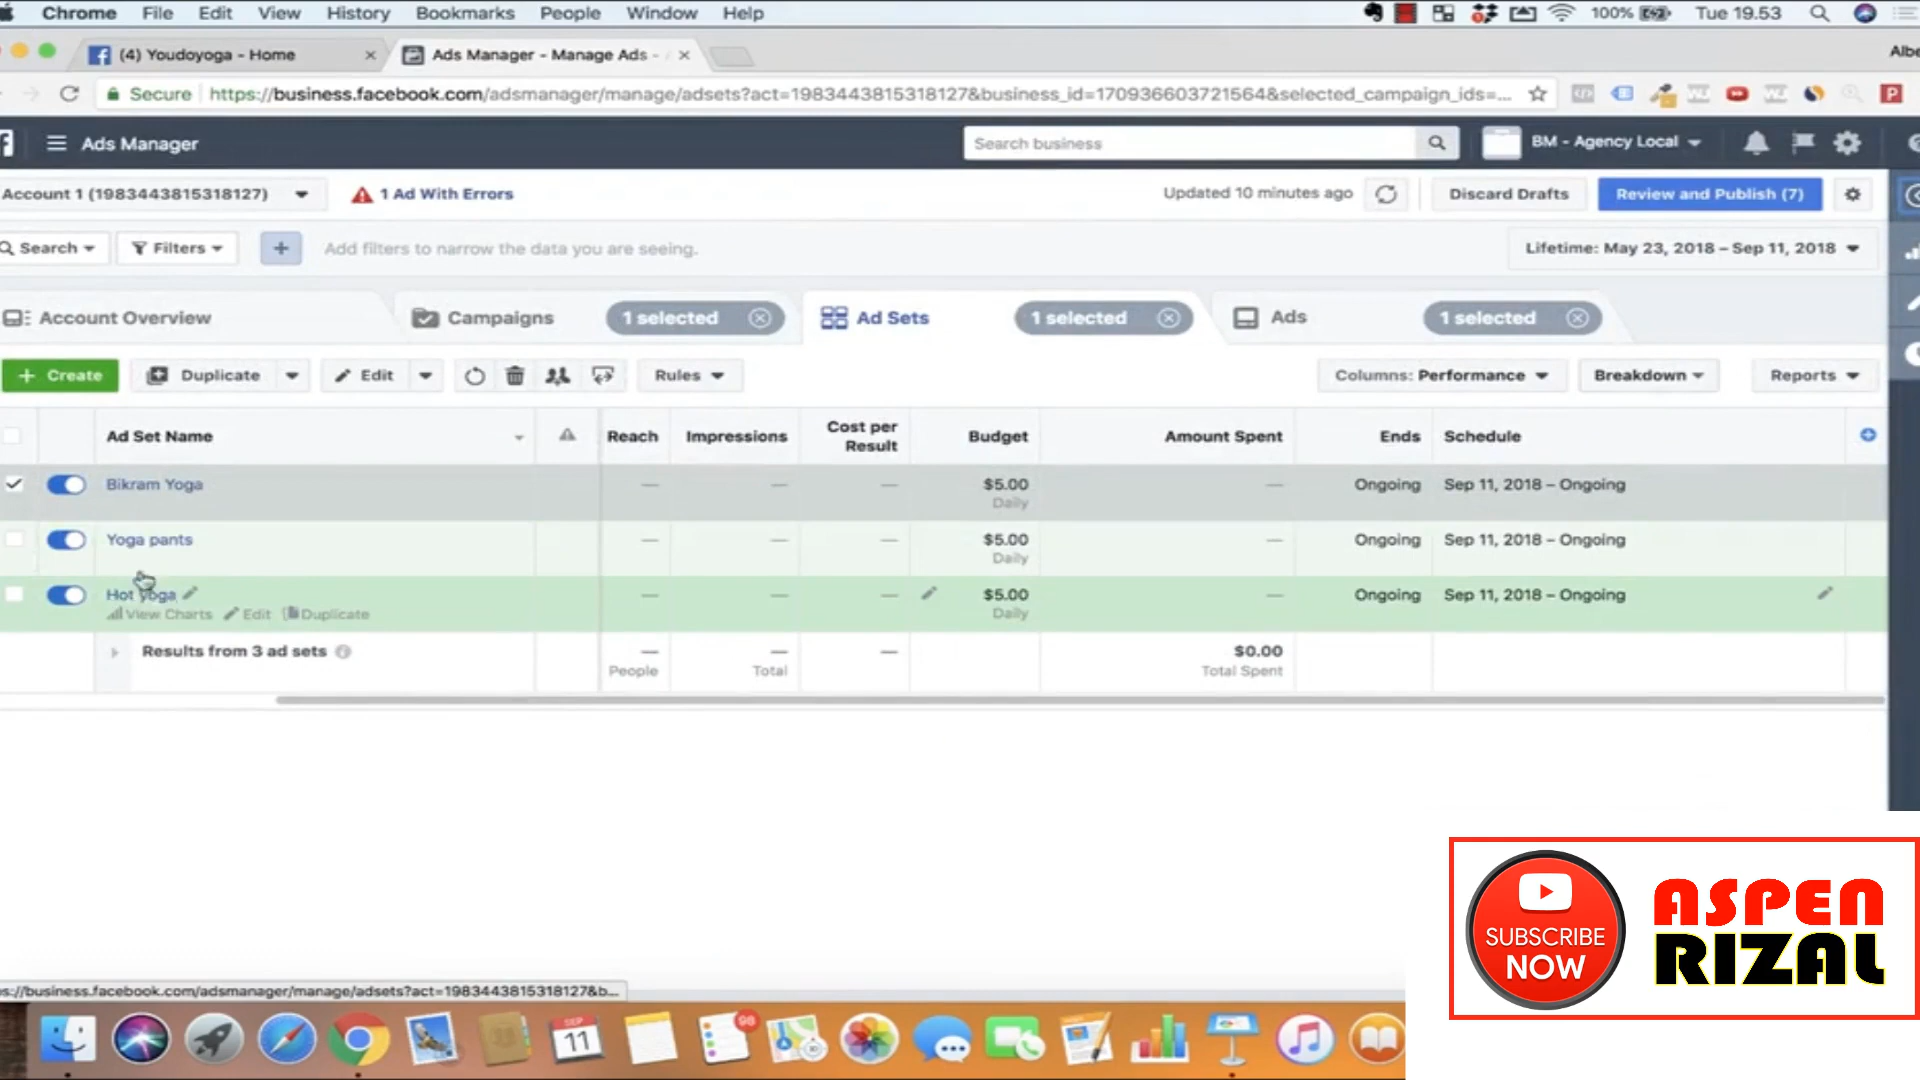 Chrome File Edit View History Bookmarks People Window Help 100% Tue 19.53
(4) Youdoyoga - Home Ads Manager - Manage Ads - Albe
Secure https://business.facebook.com/adsmanager/manage/adsets?act=1983443815318127&business_id=170936603721564&selected_campaign_ids=...
Ads Manager Search business BM - Agency Local
Account 1 (1983443815318127) 1 Ad With Errors Updated 10 minutes ago Discard Drafts Review and Publish (7)
Search Filters + Add filters to narrow the data you are seeing. Lifetime: May 23, 2018 – Sep 11, 2018
Account Overview Campaigns 1 selected Ad Sets 1 selected Ads 1 selected
+ Create Duplicate Edit Rules Columns: Performance Breakdown Reports
Ad Set Name Reach Impressions Cost per Result Budget Amount Spent Ends Schedule
Bikram Yoga — — — $5.00 — Ongoing Sep 11, 2018 – Ongoing
Daily
Yoga pants — — — $5.00 — Ongoing Sep 11, 2018 – Ongoing
Daily
Hot yoga — — — $5.00 — Ongoing Sep 11, 2018 – Ongoing
View Charts Edit Duplicate Daily
Results from 3 ad sets — — — $0.00
People Total Total Spent
SUBSCRIBE
NOW
ASPEN
RIZAL
s://business.facebook.com/adsmanager/manage/adsets?act=1983443815318127&b...
SEP
11
98